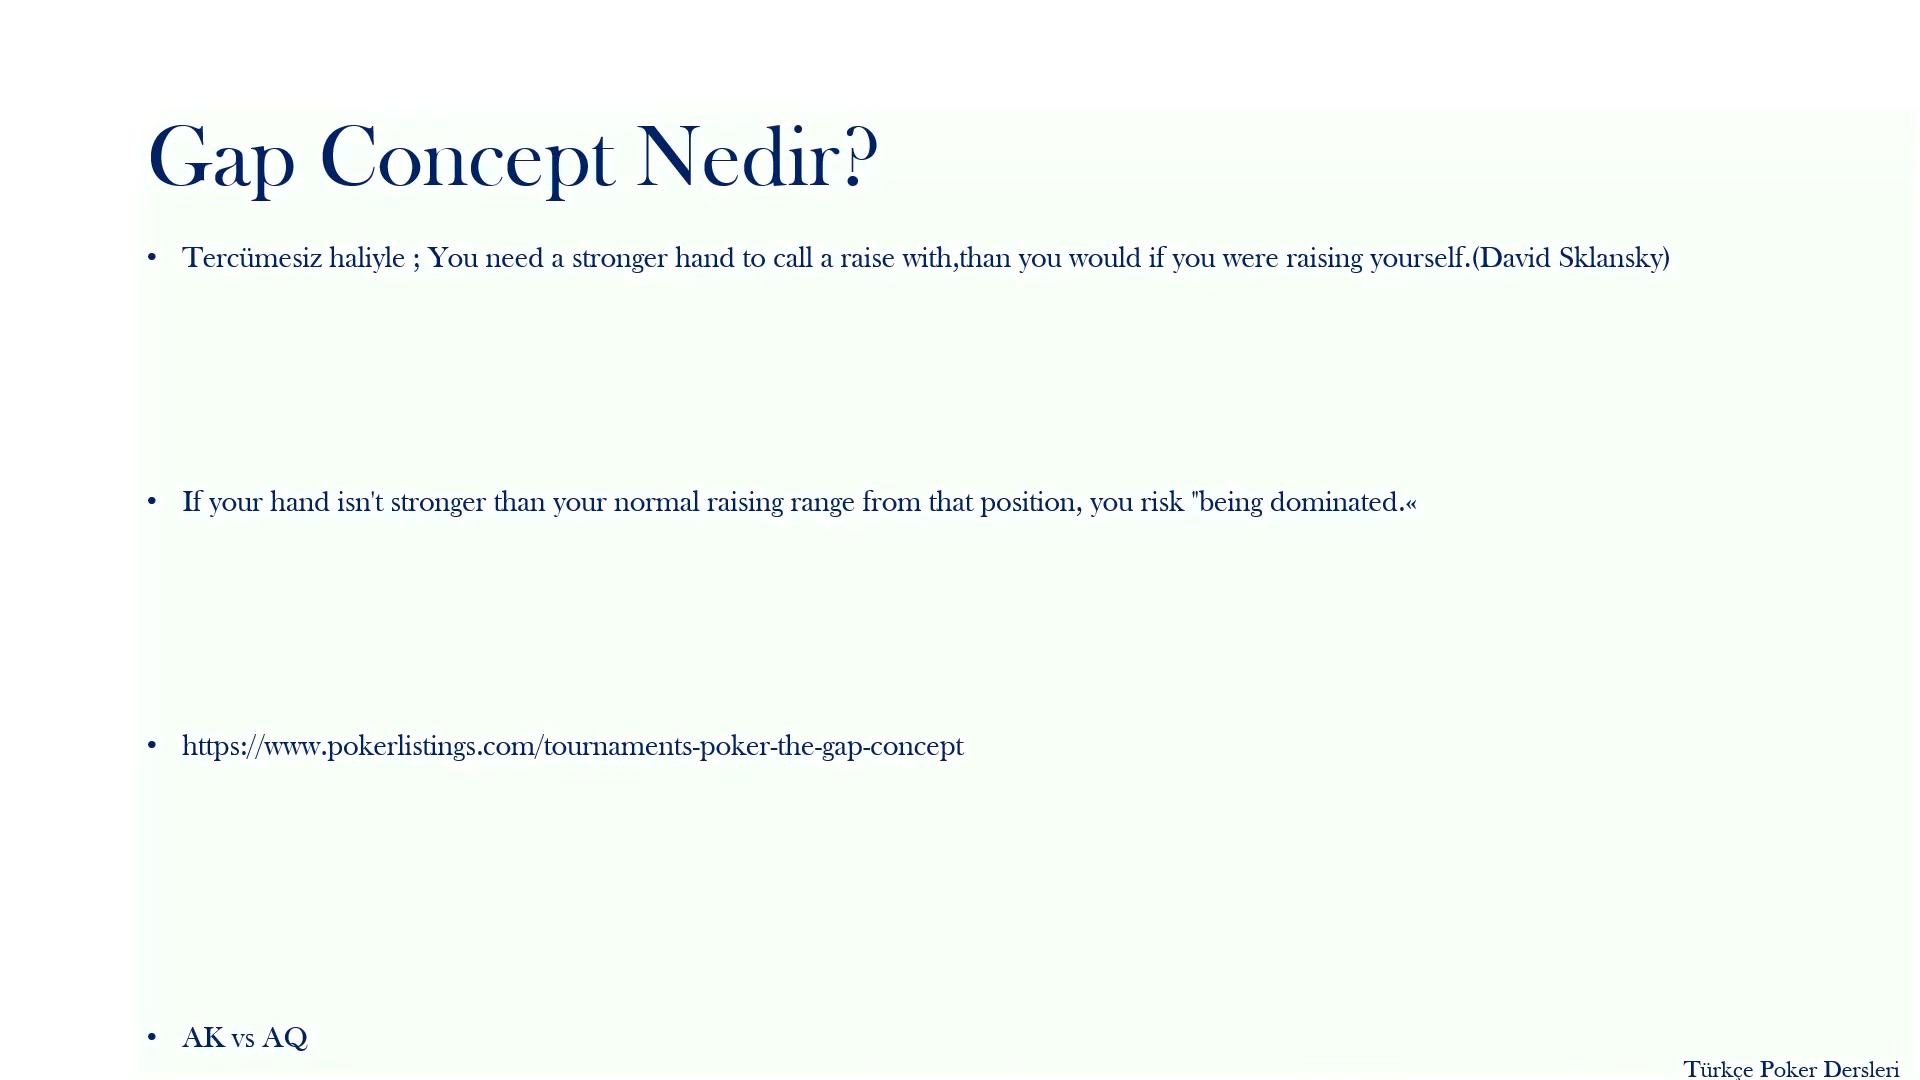 Gap Concept Nedir?
• Tercümesiz haliyle ; You need a stronger hand to call a raise with,than you would if you were raising yourself.(David Sklansky)
• If your hand isn't stronger than your normal raising range from that position, you risk "being dominated.«
• https://www.pokerlistings.com/tournaments-poker-the-gap-concept
• AK vs AQ
Türkçe Poker Dersleri